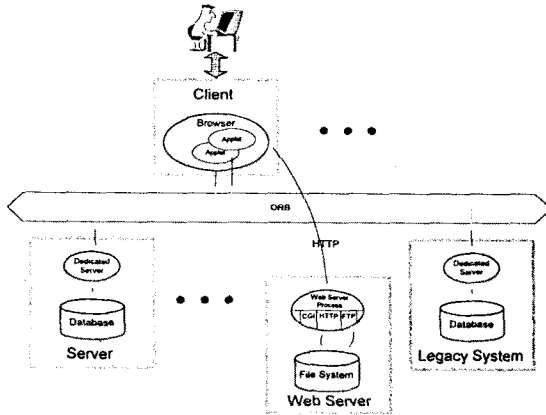 Client
Browser
Applet
Applet
ORB
HTTP
Dedicated
Server
Database
Server
Web Server
Process
CGI HTTP FTP
File System
Web Server
Dedicated
Server
Database
Legacy System